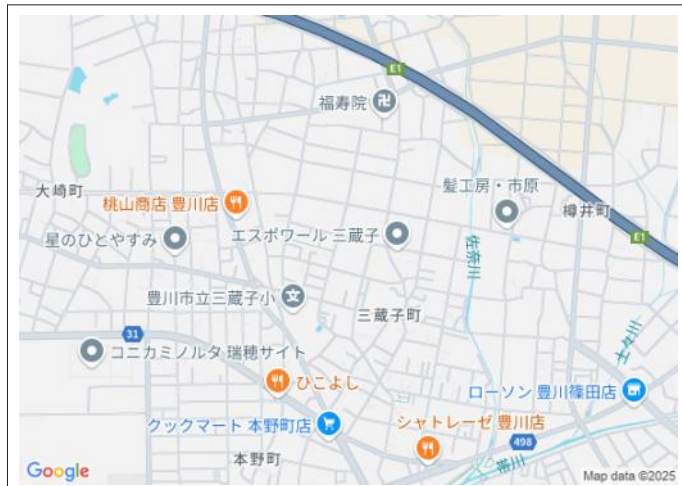 E1
福寿院
大崎町
髪工房・市原
桃山商店 豊川店
樽井町
星のひとやすみ
エスポワール 三蔵子
佐奈川
E1
豊川市立三蔵子小
三蔵子町
31
士々川
コニカミノルタ 瑞穂サイト
ひこよし
ローソン 豊川篠田店
クックマート 本野町店
シャトレーゼ 豊川店
498
本野町
帯川
Google
Map data ©2025